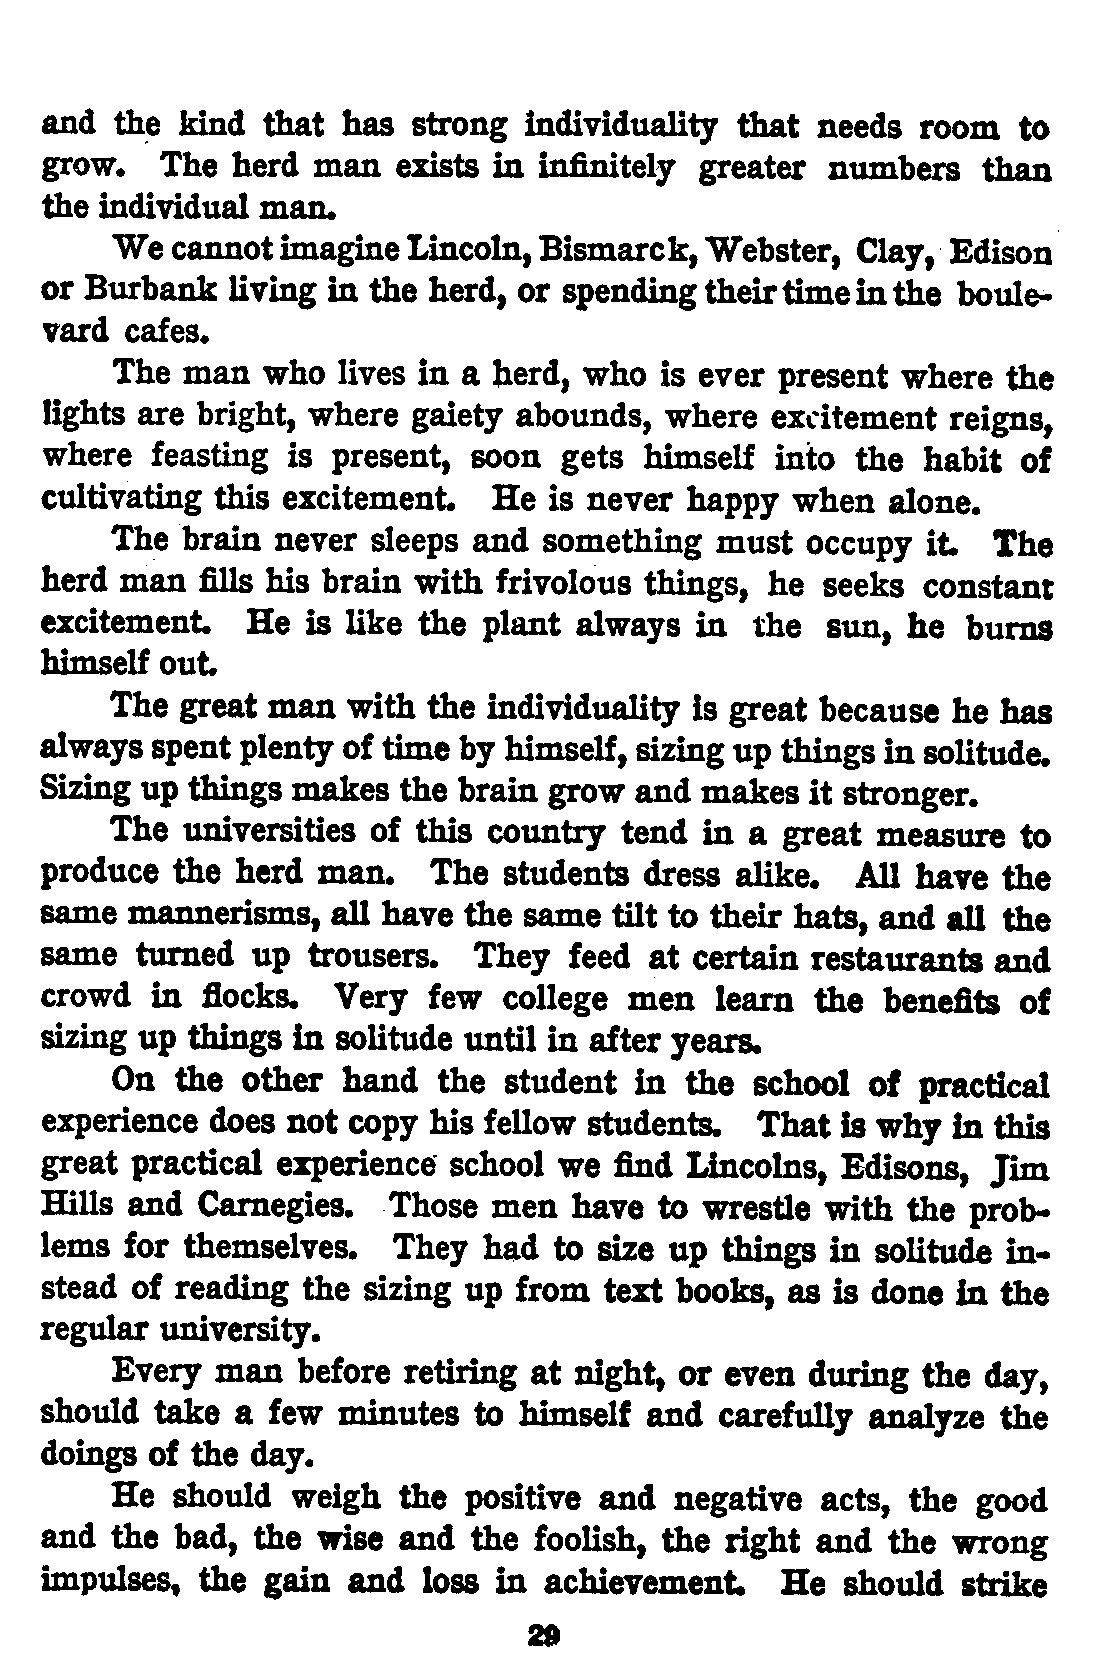 and the kind that has strong individuality that needs room to
grow. The herd man exists in infinitely greater numbers than
the individual man.
We cannot imagine Lincoln, Bismarck, Webster, Clay, Edison
or Burbank living in the herd, or spending their time in the boule-
vard cafes.
The man who lives in a herd, who is ever present where the
lights are bright, where gaiety abounds, where excitement reigns,
where feasting is present, soon gets himself into the habit of
cultivating this excitement. He is never happy when alone.
The brain never sleeps and something must occupy it. The
herd man fills his brain with frivolous things, he seeks constant
excitement. He is like the plant always in the sun, he burns
himself out.
The great man with the individuality is great because he has
always spent plenty of time by himself, sizing up things in solitude.
Sizing up things makes the brain grow and makes it stronger.
The universities of this country tend in a great measure to
produce the herd man. The students dress alike. All have the
same mannerisms, all have the same tilt to their hats, and all the
same turned up trousers. They feed at certain restaurants and
crowd in flocks. Very few college men learn the benefits of
sizing up things in solitude until in after years.
On the other hand the student in the school of practical
experience does not copy his fellow students. That is why in this
great practical experience school we find Lincolns, Edisons, Jim
Hills and Carnegies. Those men have to wrestle with the prob-
lems for themselves. They had to size up things in solitude in-
stead of reading the sizing up from text books, as is done in the
regular university.
Every man before retiring at night, or even during the day,
should take a few minutes to himself and carefully analyze the
doings of the day.
He should weigh the positive and negative acts, the good
and the bad, the wise and the foolish, the right and the wrong
impulses, the gain and loss in achievement. He should strike
29